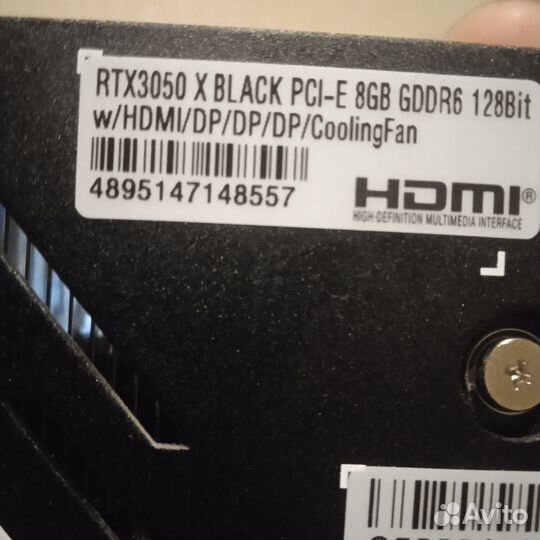 RTX3050 X BLACK PCI-E 8GB GDDR6 128Bit
w/HDMI/DP/DP/DP/CoolingFan
4895147148557
HDMI®
HIGH-DEFINITION MULTIMEDIA INTERFACE
Avito